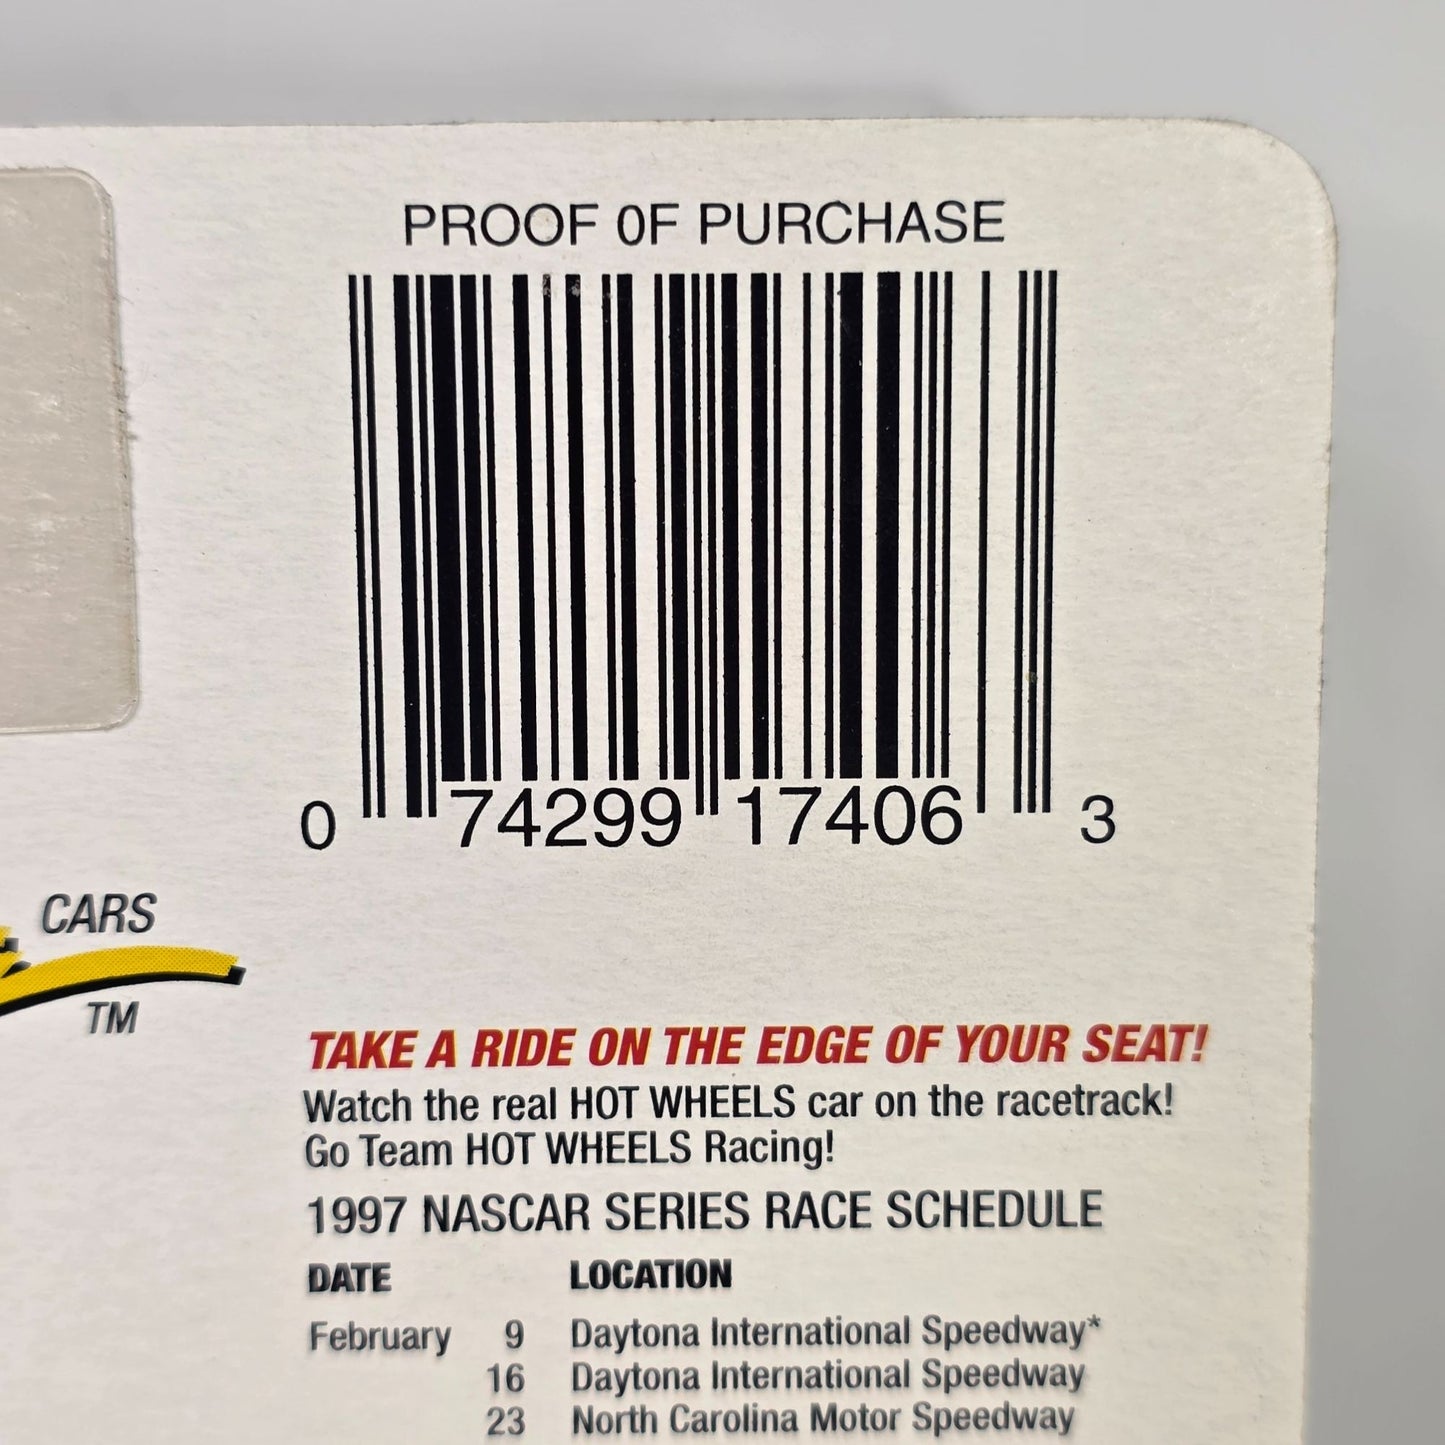 PROOF 0F PURCHASE
0 74299 17406 3
CARS
TM
TAKE A RIDE ON THE EDGE OF YOUR SEAT!
Watch the real HOT WHEELS car on the racetrack!
Go Team HOT WHEELS Racing!
1997 NASCAR SERIES RACE SCHEDULE
DATE LOCATION
February 9 Daytona International Speedway*
16 Daytona International Speedway
23 North Carolina Motor Speedway